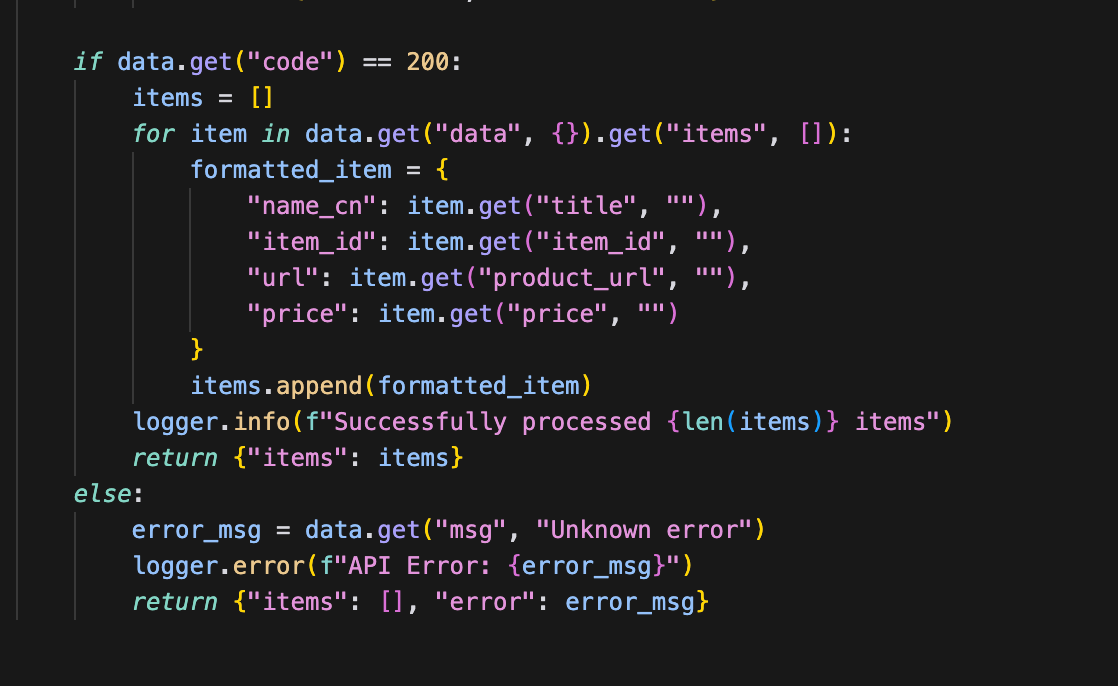 if data.get("code") == 200:
    items = []
    for item in data.get("data", {}).get("items", []):
        formatted_item = {
            "name_cn": item.get("title", ""),
            "item_id": item.get("item_id", ""),
            "url": item.get("product_url", ""),
            "price": item.get("price", "")
        }
        items.append(formatted_item)
    logger.info(f"Successfully processed {len(items)} items")
    return {"items": items}
else:
    error_msg = data.get("msg", "Unknown error")
    logger.error(f"API Error: {error_msg}")
    return {"items": [], "error": error_msg}